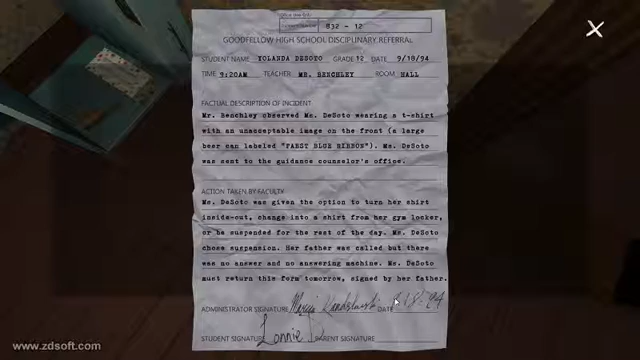 832 - 12
GOODFELLOW HIGH SCHOOL DISCIPLINARY REFERRAL
STUDENT NAME YOLANDA DESOTO GRADE 12 DATE 9/18/94
TIME 9:20AM TEACHER MR. BENCHLEY ROOM HALL
FACTUAL DESCRIPTION OF INCIDENT
Mr. Benchley observed Ms. DeSoto wearing a t-shirt
with an unacceptable image on the front (a large
beer can labeled "FABST BLUE RIBBON"). Ms. DeSoto
was sent to the guidance counselor's office.
ACTION TAKEN BY FACULTY
Ms. DeSoto was given the option to turn her shirt
inside-out, change into a shirt from her gym locker,
or be suspended for the rest of the day. Ms. DeSoto
chose suspension. Her father was called but there
was no answer and no answering machine. Ms. DeSoto
must return this form tomorrow, signed by her father.
ADMINISTRATOR SIGNATURE DATE
STUDENT SIGNATURE Lonnie D PARENT SIGNATURE
www.zdsoft.com